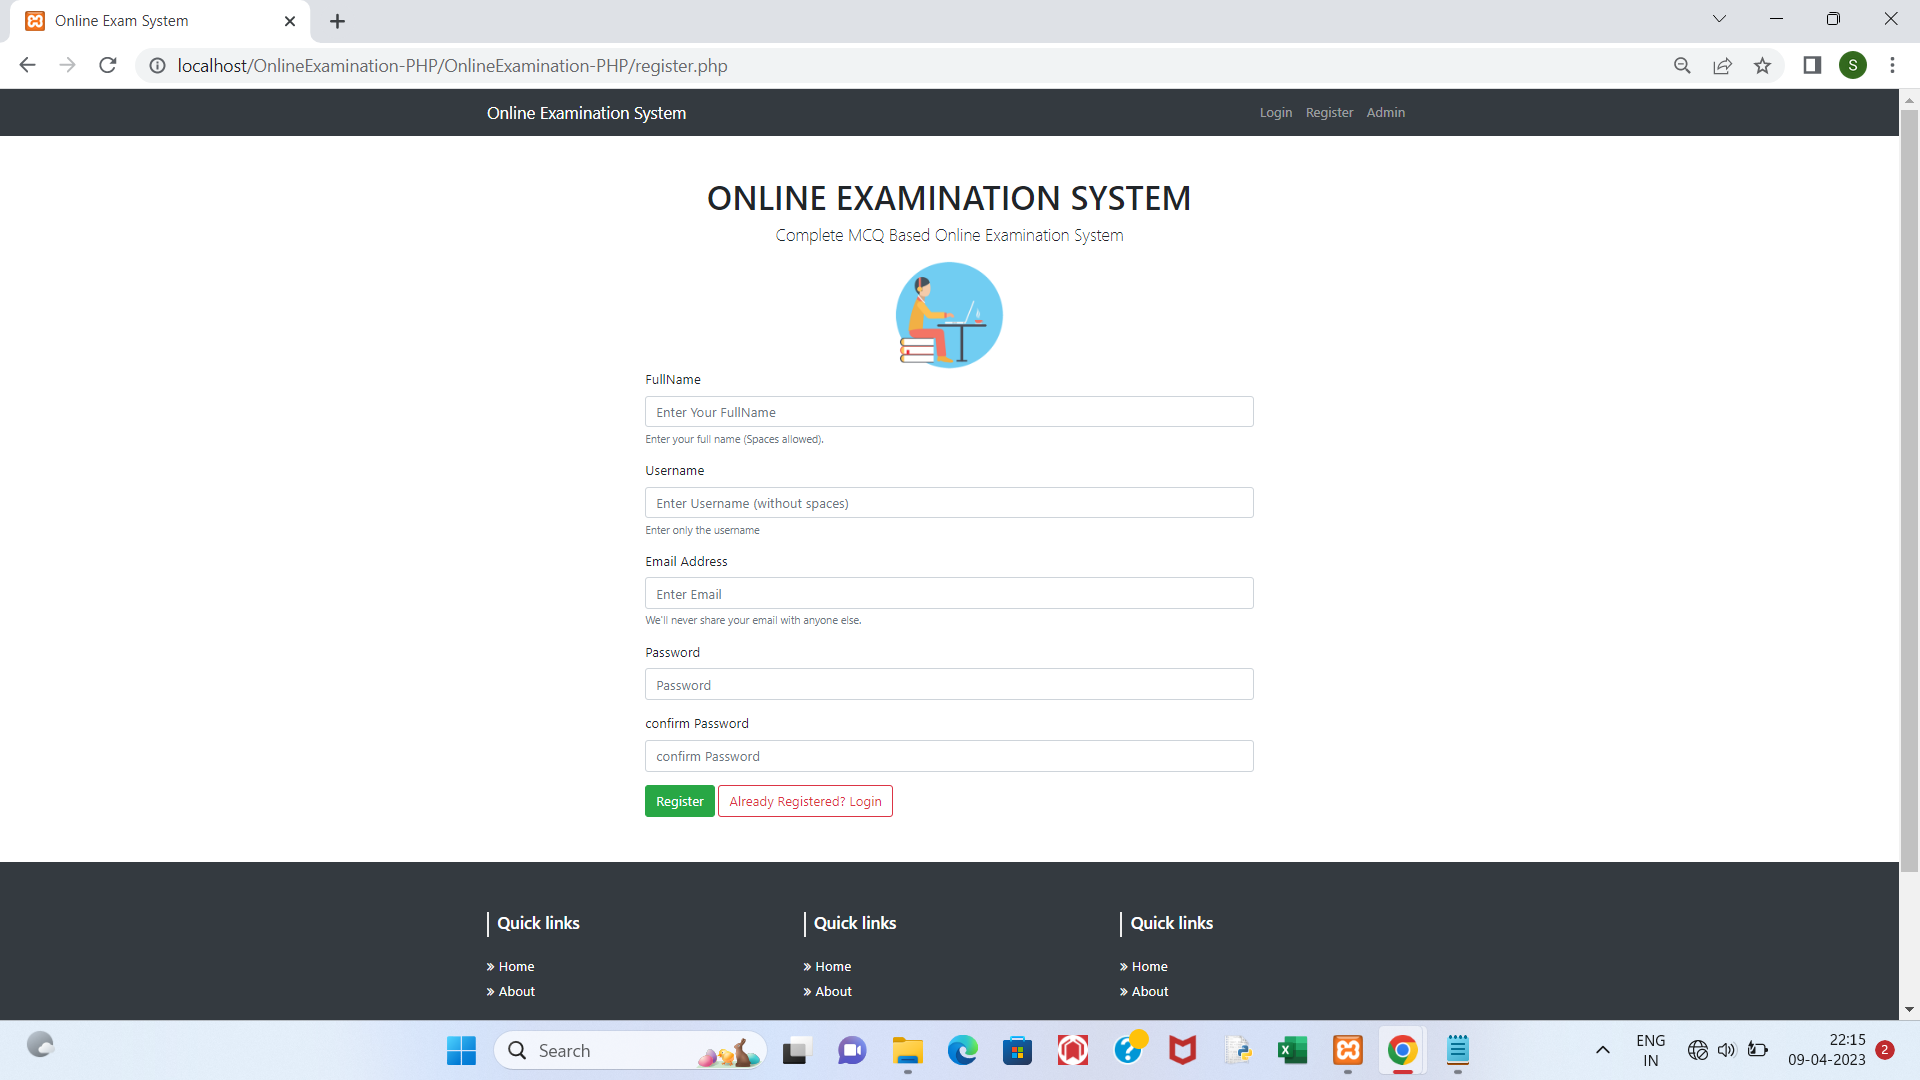 Online Exam System
localhost/OnlineExamination-PHP/OnlineExamination-PHP/register.php
S
Online Examination System
Login Register Admin
ONLINE EXAMINATION SYSTEM
Complete MCQ Based Online Examination System
FullName
Enter Your FullName
Enter your full name (Spaces allowed).
Username
Enter Username (without spaces)
Enter only the username
Email Address
Enter Email
We'll never share your email with anyone else.
Password
Password
confirm Password
confirm Password
Register Already Registered? Login
Quick links Quick links Quick links
» Home » Home » Home
» About » About » About
Search
ENG
IN
22:15
09-04-2023
2